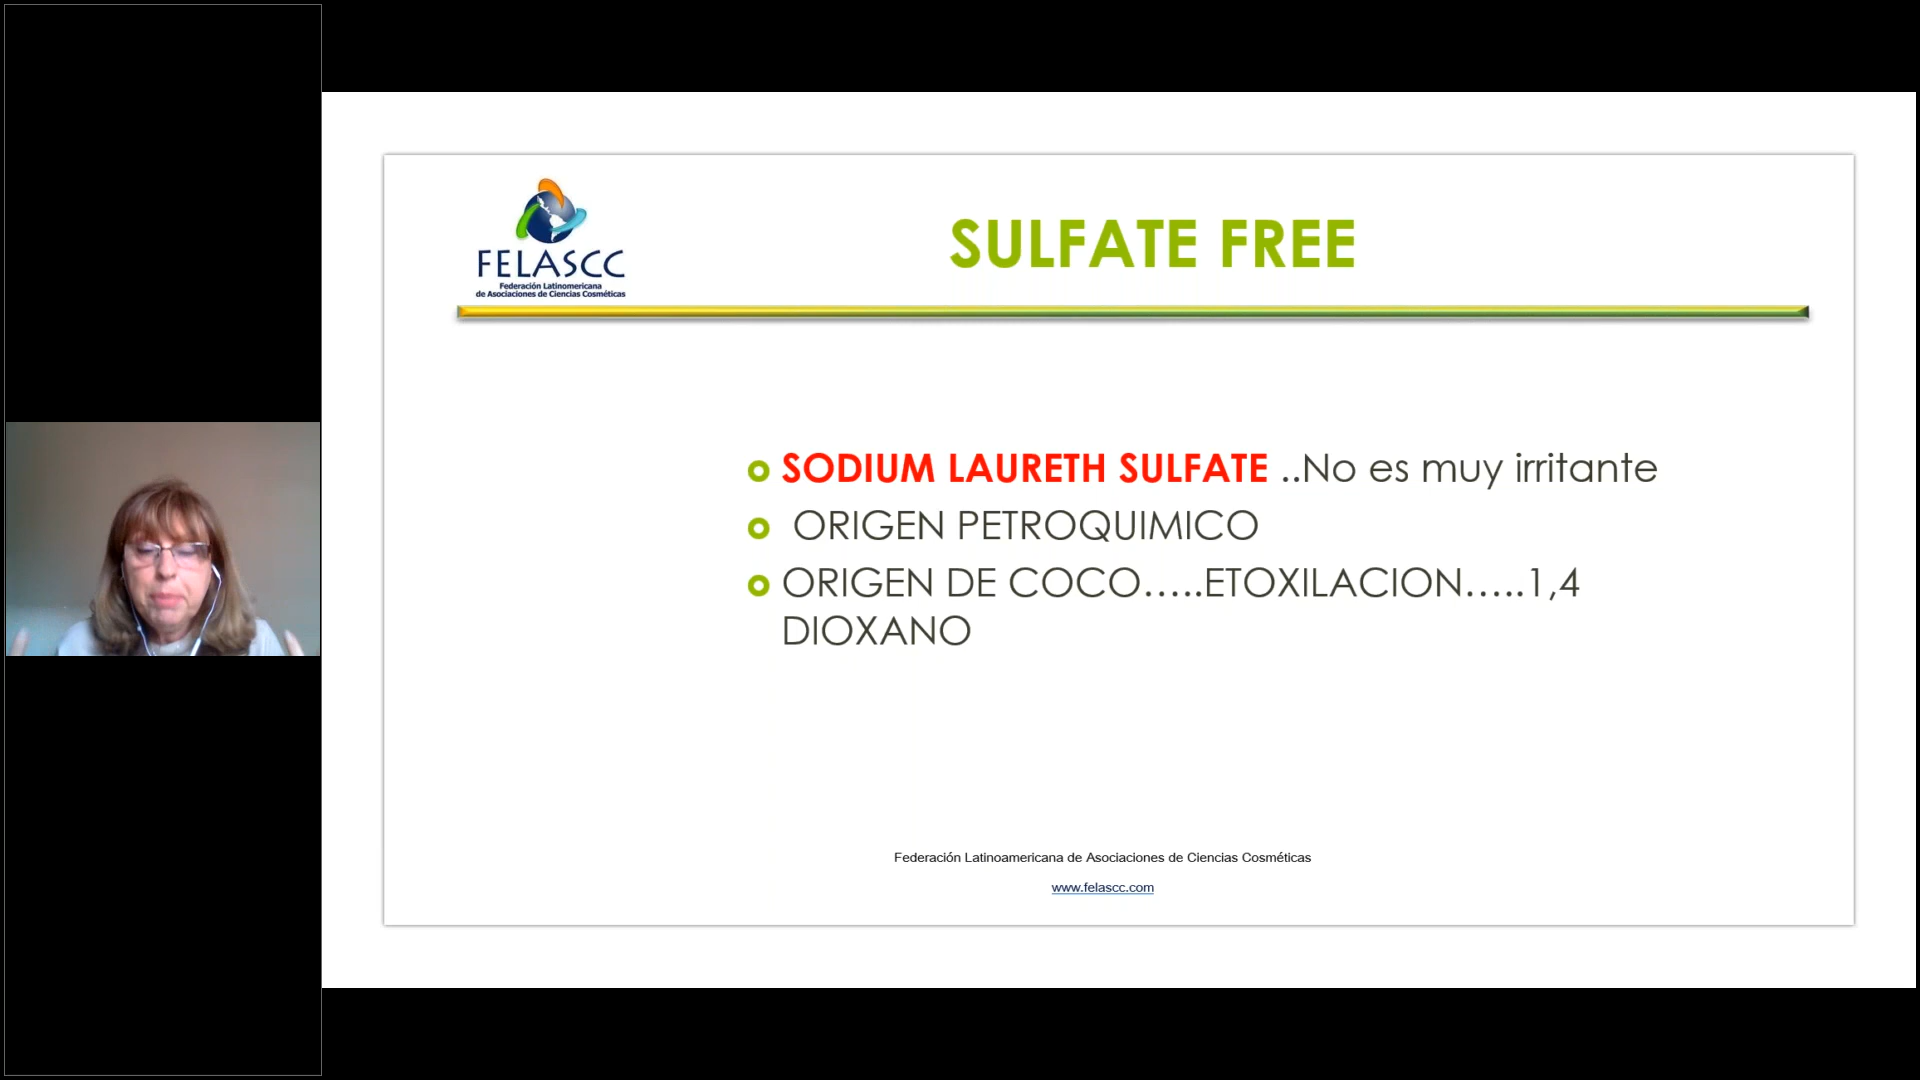 FELASCC
Federación Latinomericana
de Asociaciones de Ciencias Cosméticas
SULFATE FREE
SODIUM LAURETH SULFATE ..No es muy irritante
ORIGEN PETROQUIMICO
ORIGEN DE COCO.....ETOXILACION.....1,4
DIOXANO
Federación Latinoamericana de Asociaciones de Ciencias Cosméticas
www.felascc.com